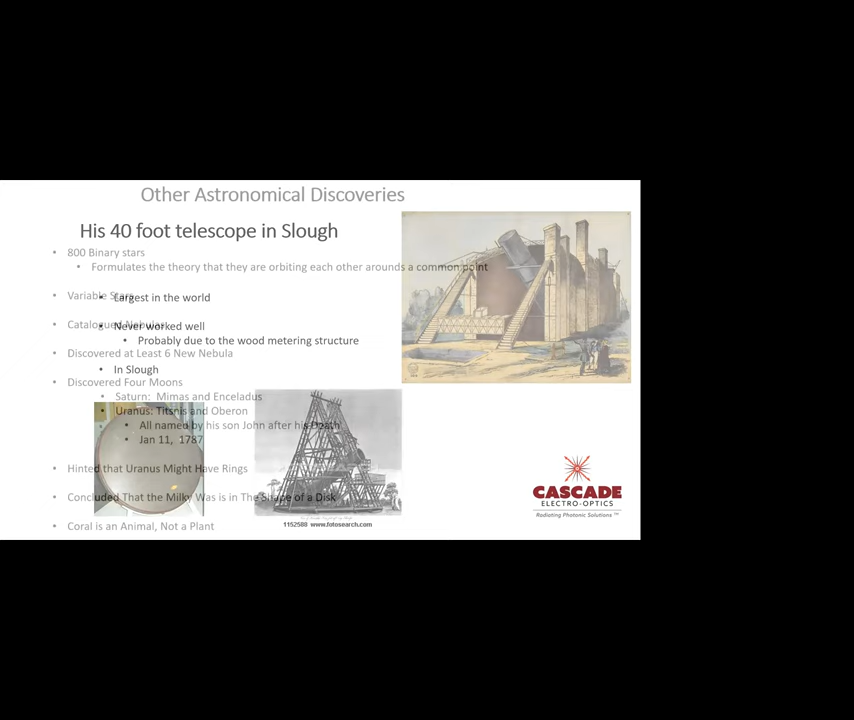 Other Astronomical Discoveries
His 40 foot telescope in Slough
• 800 Binary stars
• Formulates the theory that they are orbiting each other arounds a common point
• Variable Stars
• Largest in the world
• Catalogued Nebula
• Never worked well
• Probably due to the wood metering structure
• Discovered at Least 6 New Nebula
• In Slough
• Discovered Four Moons
• Saturn: Mimas and Enceladus
• Uranus: Titsnis and Oberon
• All named by his son John after his Death
• Jan 11, 1787
• Hinted that Uranus Might Have Rings
• Concluded That the Milky Was is in The Shape of a Disk
• Coral is an Animal, Not a Plant
1152588 www.fotosearch.com
CASCADE
ELECTRO-OPTICS
Radiating Photonic Solutions ™